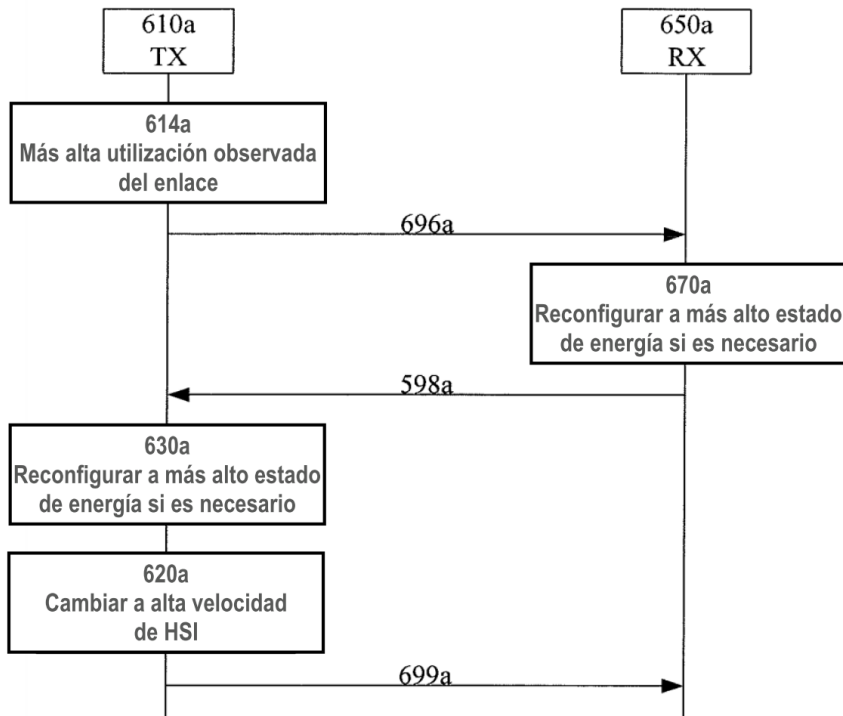 610a
TX
650a
RX
614a
Más alta utilización observada
del enlace
696a
670a
Reconfigurar a más alto estado
de energía si es necesario
598a
630a
Reconfigurar a más alto estado
de energía si es necesario
620a
Cambiar a alta velocidad
de HSI
699a